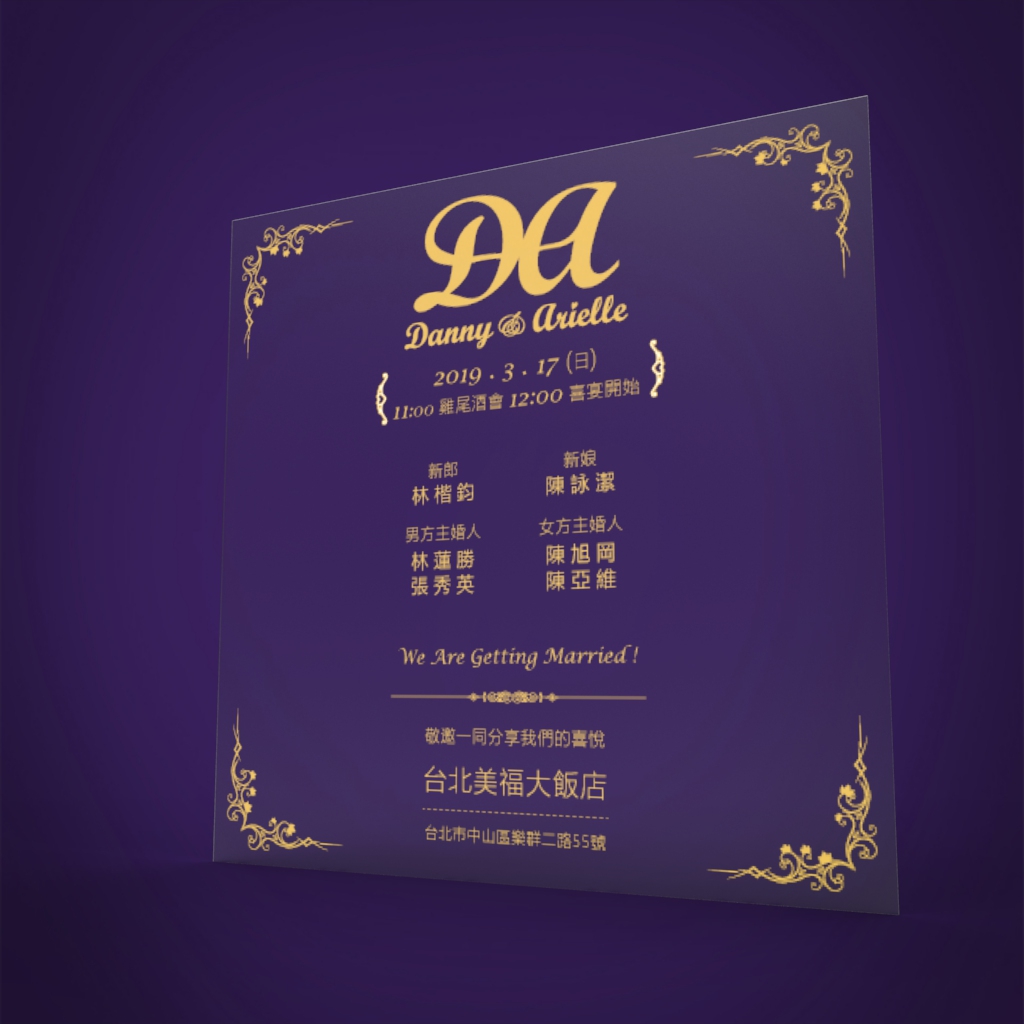 DA
Danny & Arielle
2019 . 3 . 17 (日)
11:00 雞尾酒會 12:00 喜宴開始
新郎 新娘
林楷鈞 陳詠潔
男方主婚人 女方主婚人
林蓮勝 陳旭岡
張秀英 陳亞維
We Are Getting Married !
敬邀一同分享我們的喜悅
台北美福大飯店
台北市中山區樂群二路55號